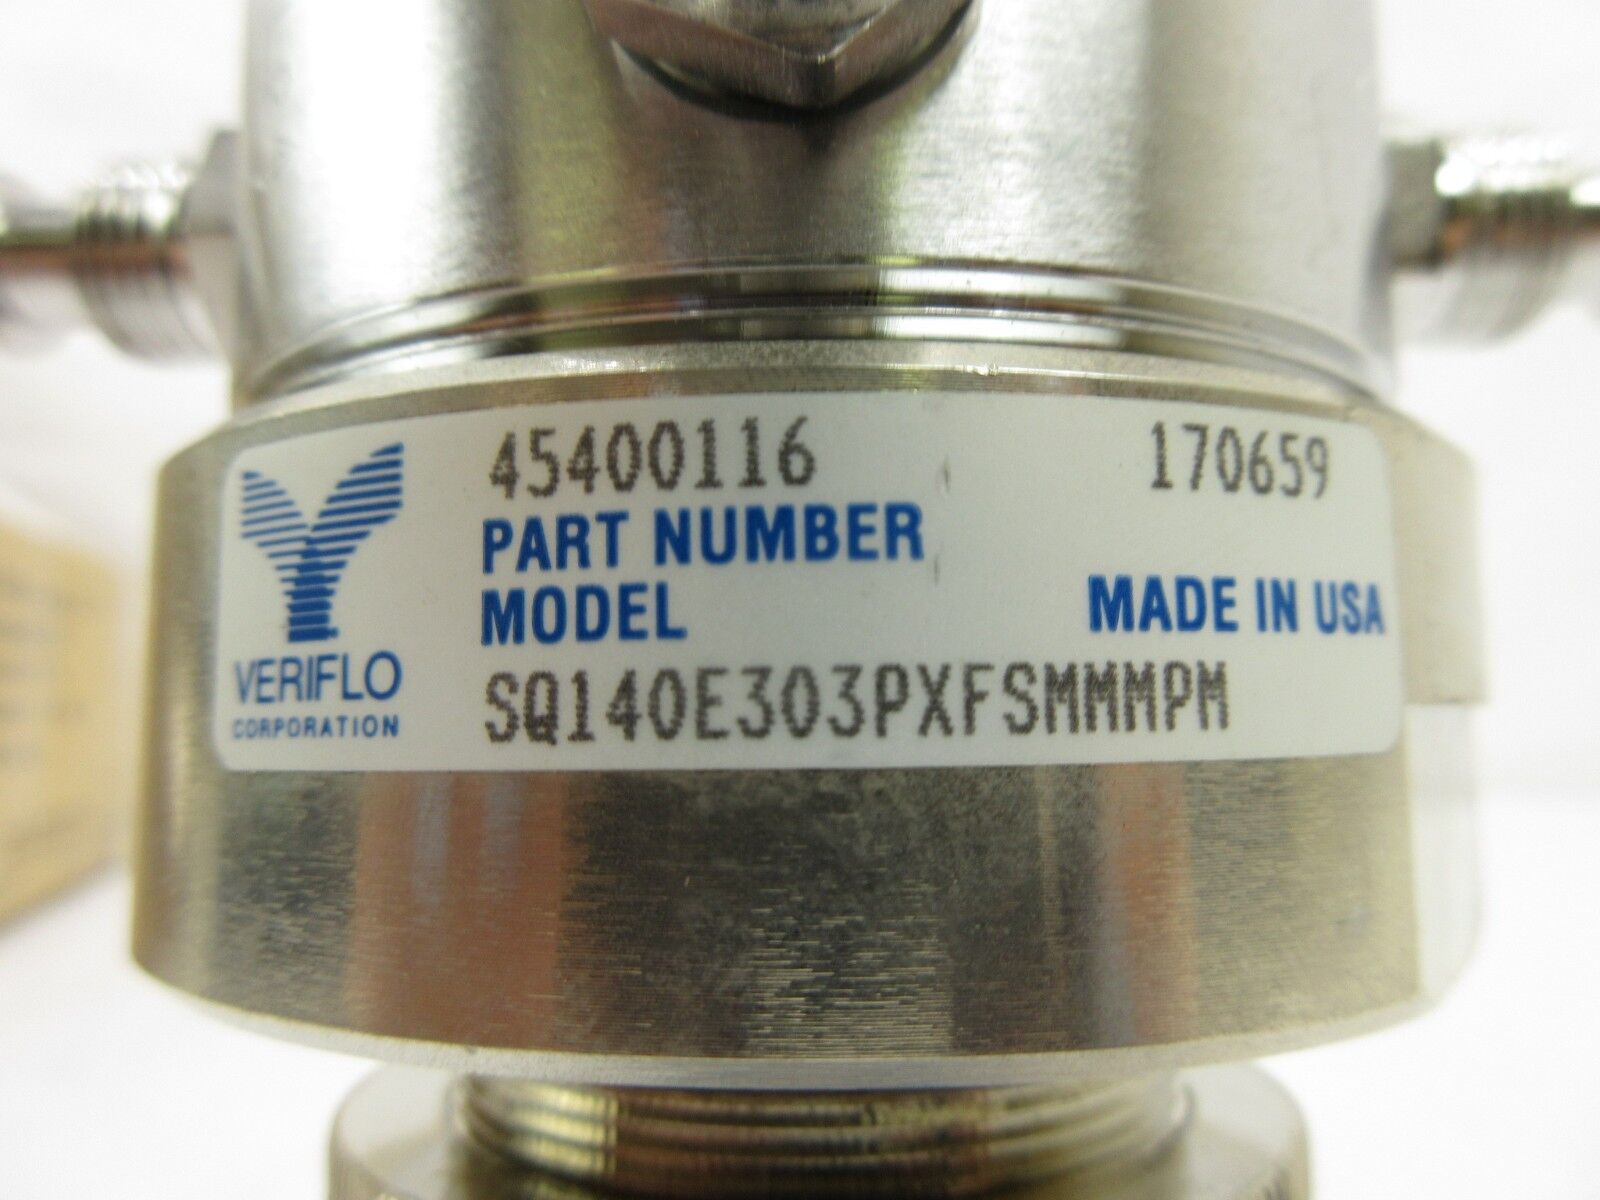 45400116 170659
PART NUMBER
MODEL MADE IN USA
VERIFLO
CORPORATION
SQ140E303PXFSMMMPM